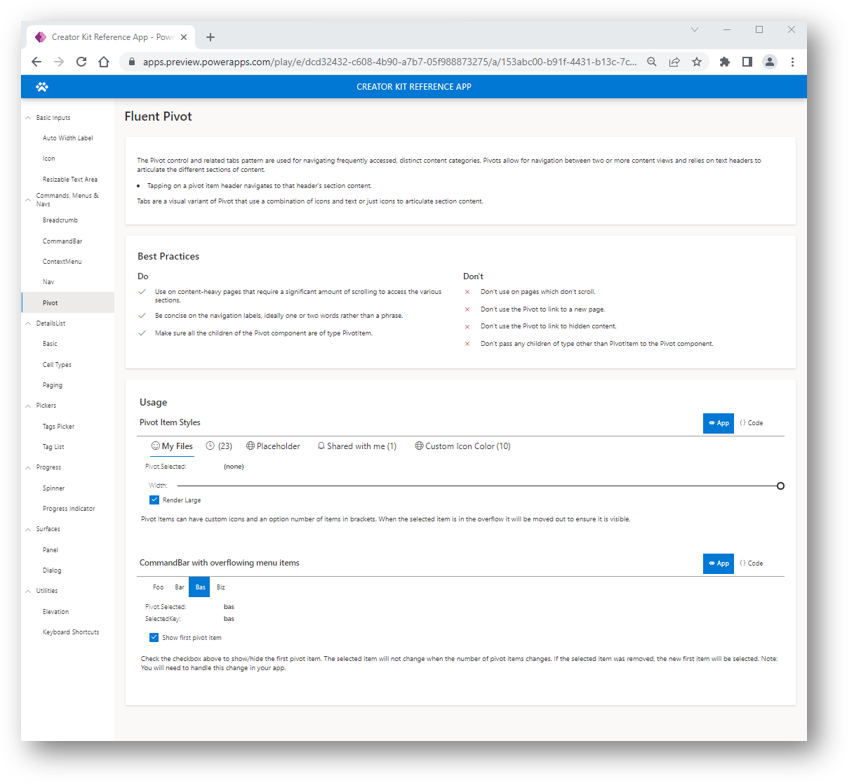 Creator Kit Reference App - Pow
apps.preview.powerapps.com/play/e/dcd32432-c608-4b90-a7b7-05f988873275/a/153abc00-b91f-4431-b13c-7c...
CREATOR KIT REFERENCE APP
Basic Inputs
Auto Width Label
Icon
Resizable Text Area
Commands, Menus &
Navs
Breadcrumb
CommandBar
ContextMenu
Nav
Pivot
DetailsList
Basic
Cell Types
Paging
Pickers
Tags Picker
Tag List
Progress
Spinner
Progress Indicator
Surfaces
Panel
Dialog
Utilities
Elevation
Keyboard Shortcuts
Fluent Pivot
The Pivot control and related tabs pattern are used for navigating frequently accessed, distinct content categories. Pivots allow for navigation between two or more content views and relies on text headers to
articulate the different sections of content.
• Tapping on a pivot item header navigates to that header's section content.
Tabs are a visual variant of Pivot that use a combination of icons and text or just icons to articulate section content.
Best Practices
Do
Use on content-heavy pages that require a significant amount of scrolling to access the various
sections.
Be concise on the navigation labels, ideally one or two words rather than a phrase.
Make sure all the children of the Pivot component are of type PivotItem.
Don't
Don't use on pages which don't scroll.
Don't use the Pivot to link to a new page.
Don't use the Pivot to link to hidden content.
Don't pass any children of type other than PivotItem to the Pivot component.
Usage
Pivot Item Styles
App {} Code
My Files (23) Placeholder Shared with me (1) Custom Icon Color (10)
Pivot.Selected: (none)
Width:
Render Large
Pivot Items can have custom icons and an option number of items in brackets. When the selected item is in the overflow it will be moved out to ensure it is visible.
CommandBar with overflowing menu items
App {} Code
Foo Bar Bas Biz
Pivot.Selected: bas
SelectedKey: bas
Show first pivot item
Check the checkbox above to show/hide the first pivot item. The selected item will not change when the number of pivot items changes. If the selected item was removed, the new first item will be selected. Note:
You will need to handle this change in your app.